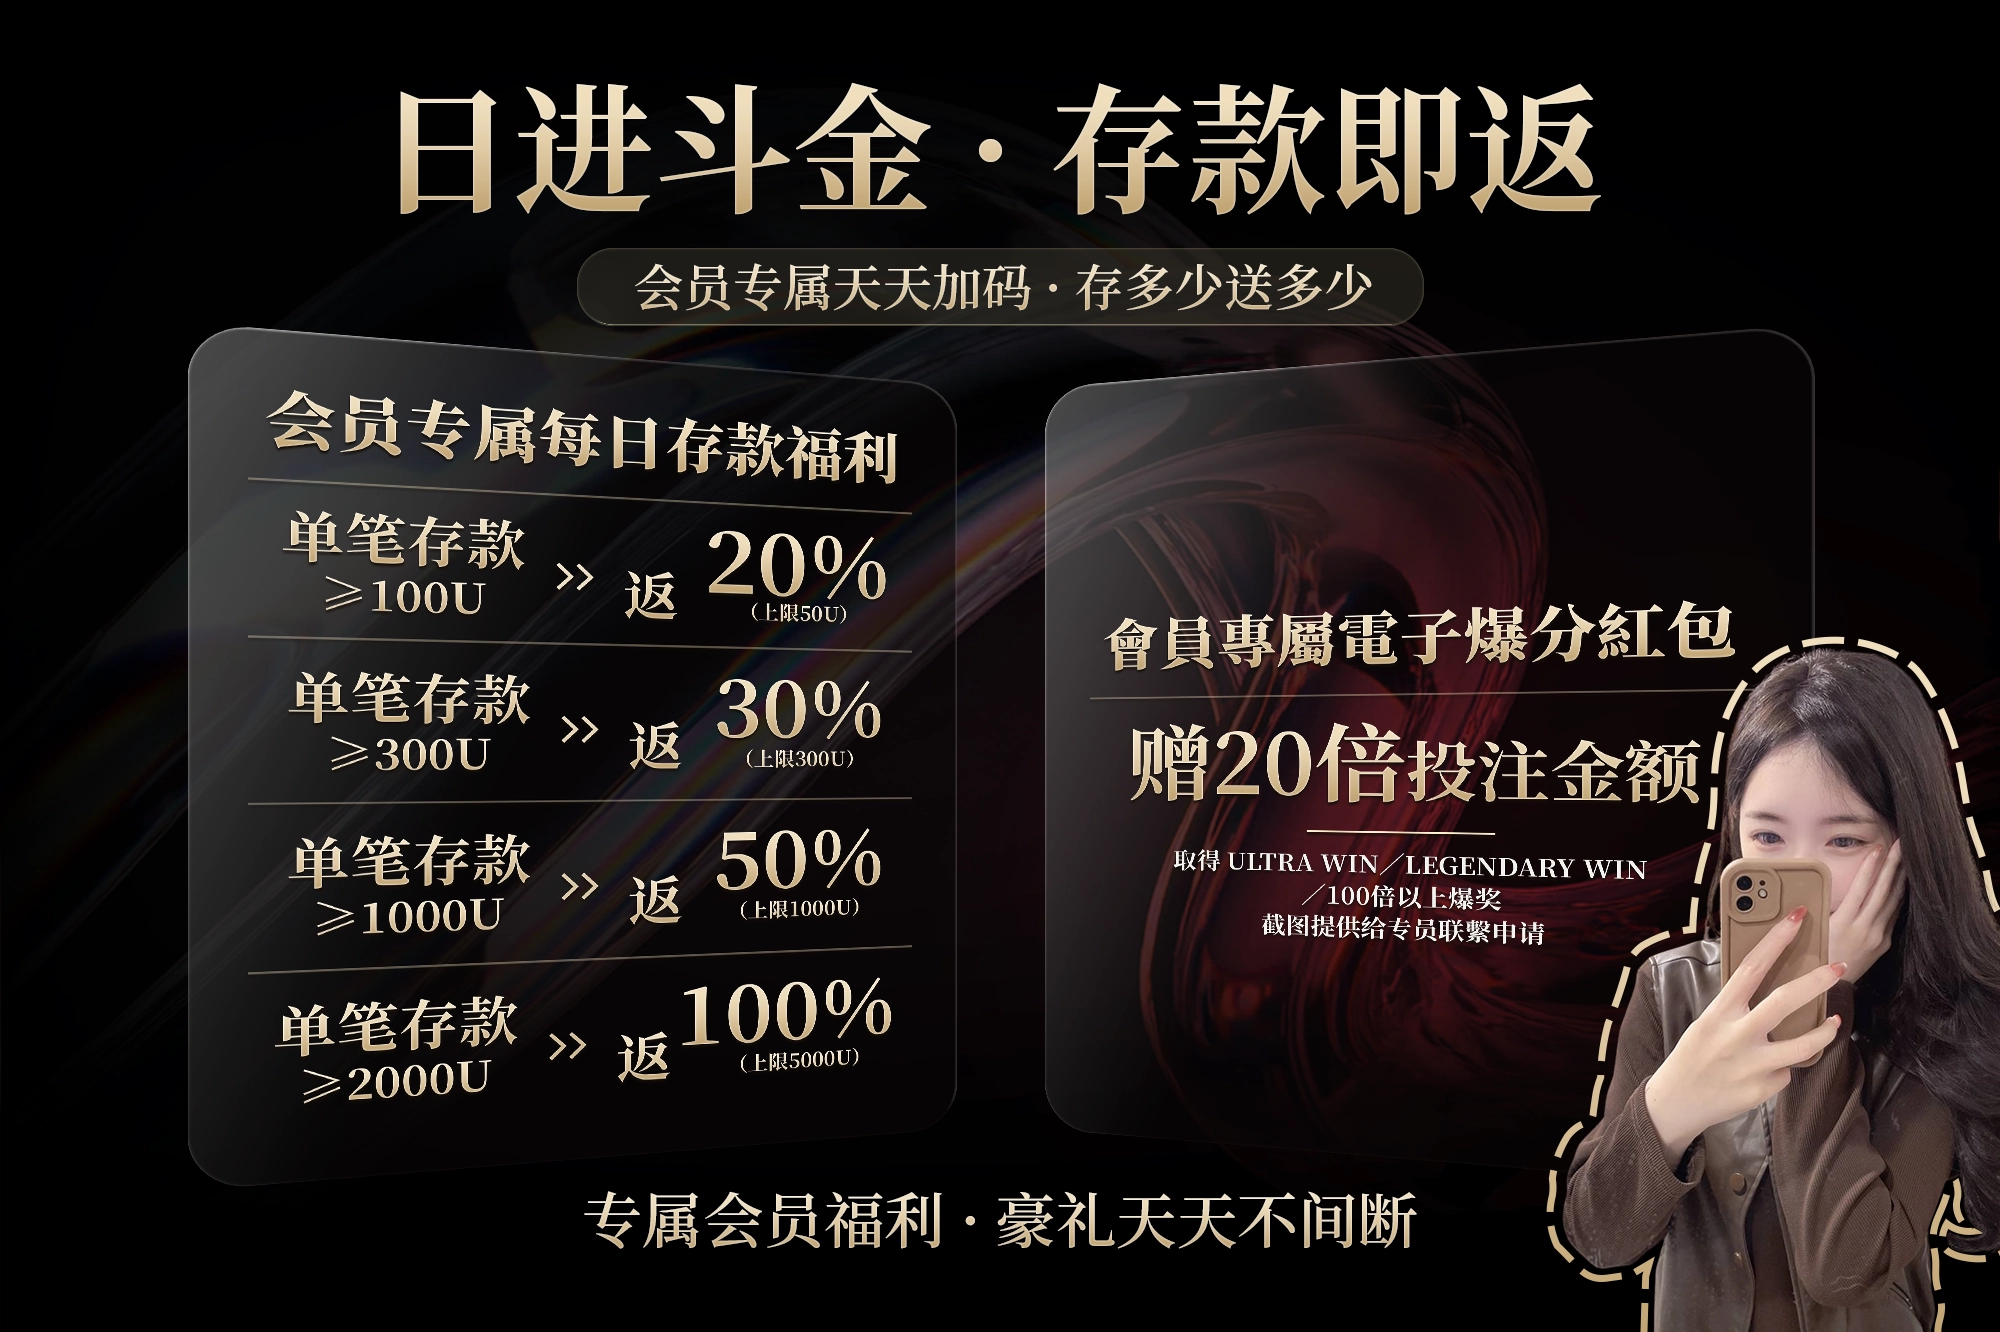 日进斗金·存款即返
会员专属天天加码·存多少送多少
会员专属每日存款福利
单笔存款
≥100U
>>
返
20%
(上限50U)
单笔存款
≥300U
>>
返
30%
(上限300U)
单笔存款
≥1000U
>>
返
50%
(上限1000U)
单笔存款
≥2000U
>>
返
100%
(上限5000U)
會員專屬電子爆分紅包
赠20倍投注金额
取得 ULTRA WIN／LEGENDARY WIN
／100倍以上爆奖
截图提供给专员联繫申请
专属会员福利·豪礼天天不间断